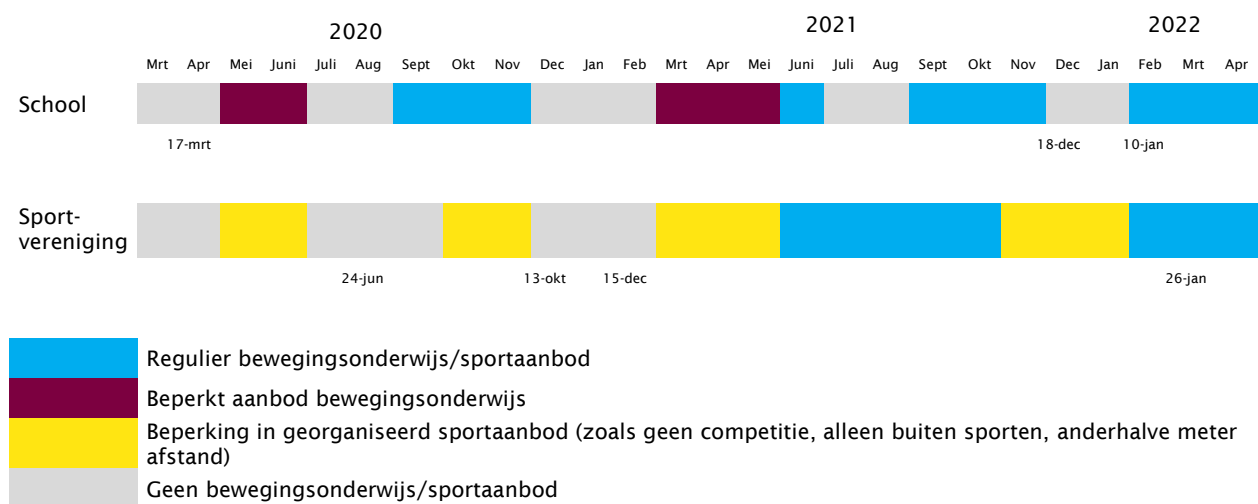 2020 2021 2022
Mrt Apr Mei Juni Juli Aug Sept Okt Nov Dec Jan Feb Mrt Apr Mei Juni Juli Aug Sept Okt Nov Dec Jan Feb Mrt Apr
School
17-mrt 18-dec 10-jan
Sport-
vereniging
24-jun 13-okt 15-dec 26-jan
Regulier bewegingsonderwijs/sportaanbod
Beperkt aanbod bewegingsonderwijs
Beperking in georganiseerd sportaanbod (zoals geen competitie, alleen buiten sporten, anderhalve meter
afstand)
Geen bewegingsonderwijs/sportaanbod